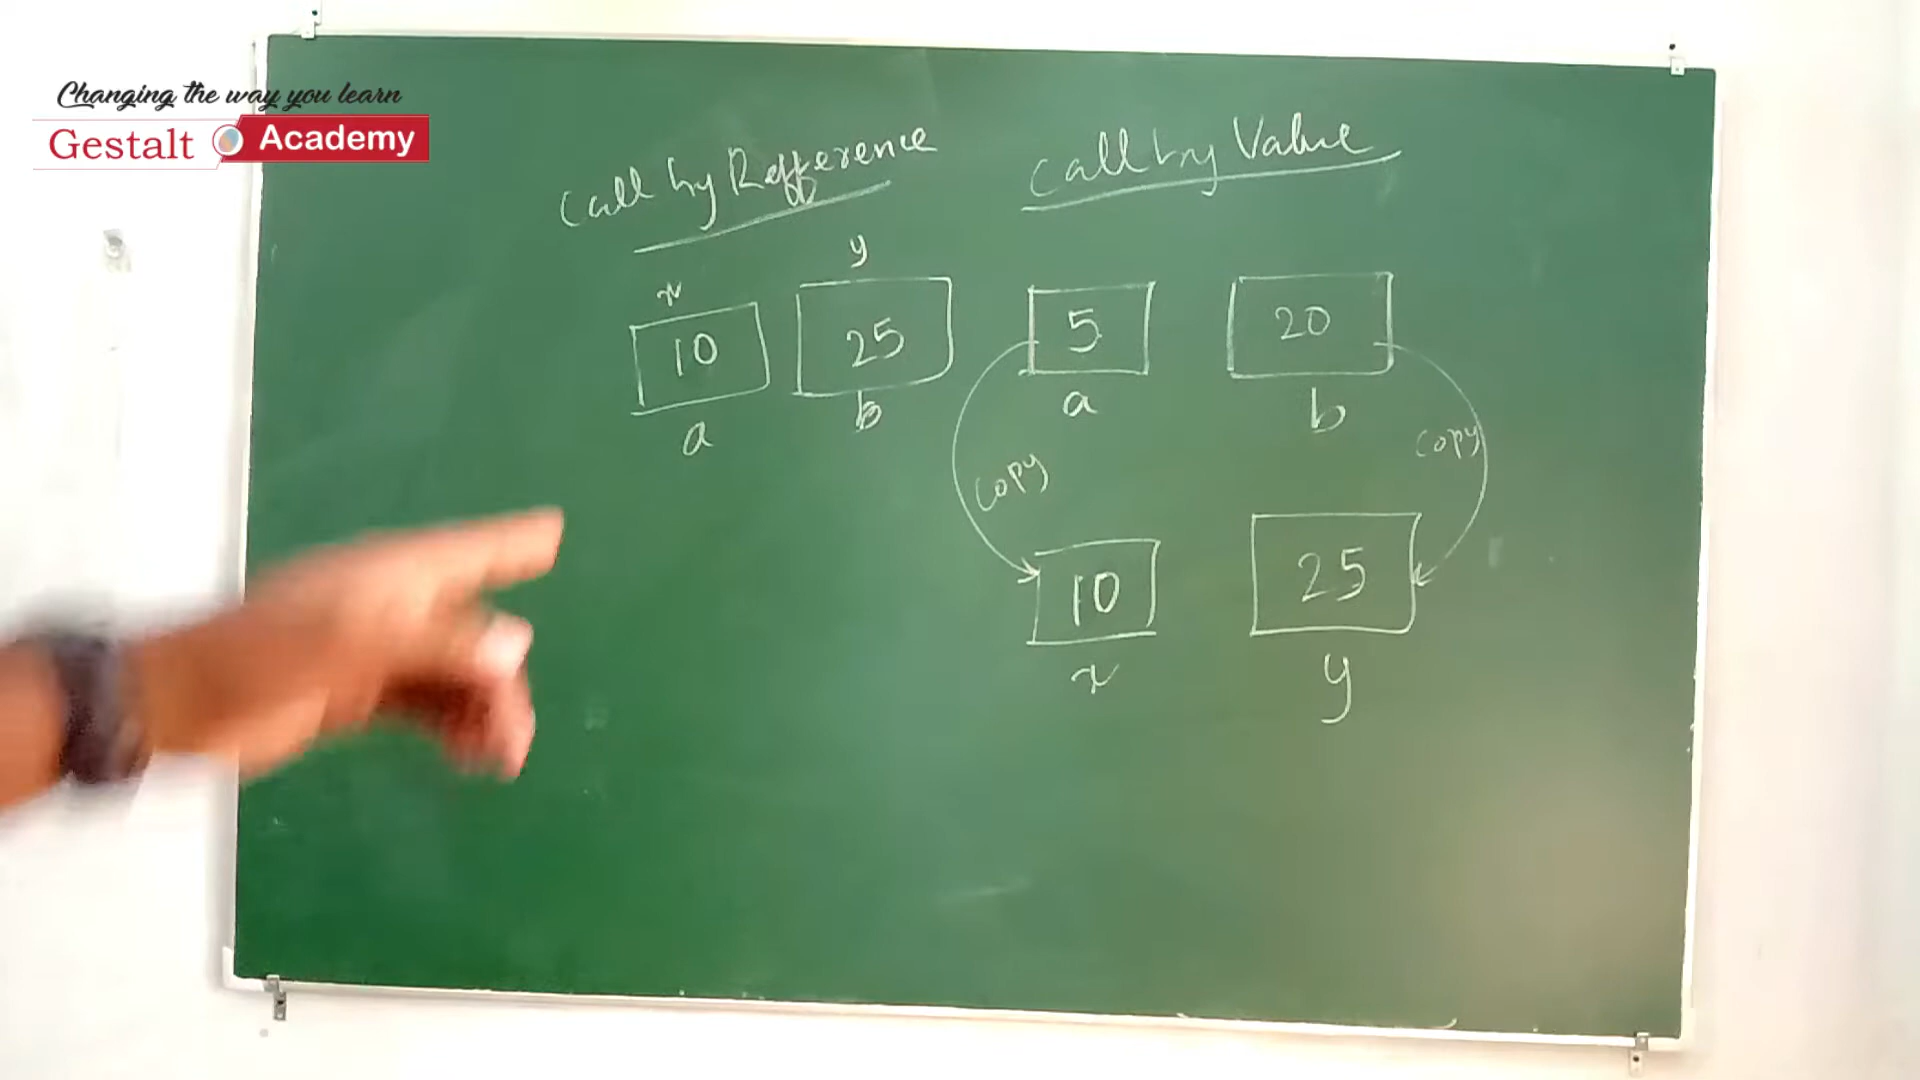 Changing the way you learn
Gestalt Academy
Call by Refference
Call by Value
x
y
10
25
5
20
a
b
a
b
copy
copy
10
25
x
y